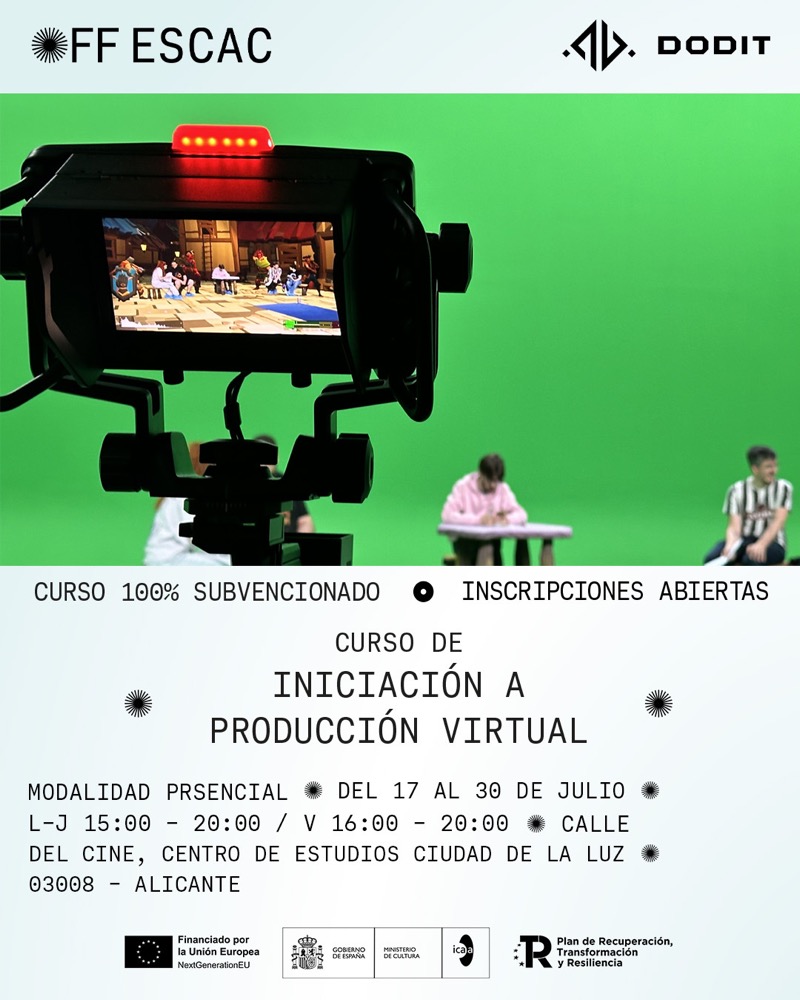 OFF ESCAC
DODIT
CURSO 100% SUBVENCIONADO
INSCRIPCIONES ABIERTAS
CURSO DE
INICIACIÓN A
PRODUCCIÓN VIRTUAL
MODALIDAD PRSENCIAL DEL 17 AL 30 DE JULIO
L-J 15:00 - 20:00 / V 16:00 - 20:00 CALLE
DEL CINE, CENTRO DE ESTUDIOS CIUDAD DE LA LUZ
03008 - ALICANTE
Financiado por
la Unión Europea
NextGenerationEU
GOBIERNO
DE ESPAÑA
MINISTERIO
DE CULTURA
icaa
TR
Plan de Recuperación,
Transformación
y Resiliencia